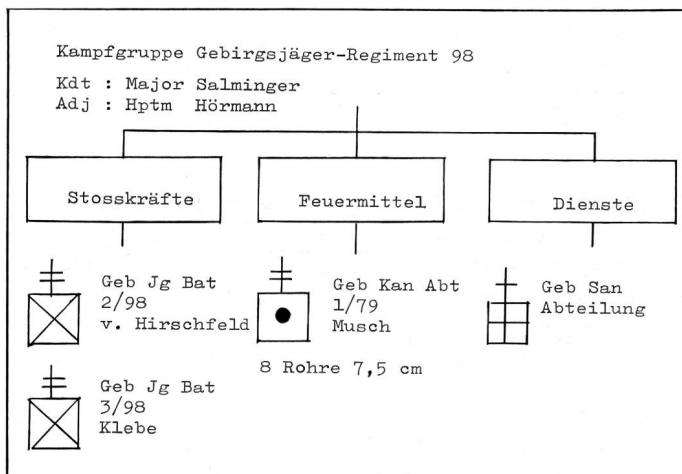 Kampfgruppe Gebirgsjäger-Regiment 98
Kdt : Major Salminger
Adj : Hptm Hörmann
Stosskräfte
Feuermittel
Dienste
Geb Jg Bat
2/98
v. Hirschfeld
Geb Jg Bat
3/98
Klebe
Geb Kan Abt
1/79
Musch
8 Rohre 7,5 cm
Geb San
Abteilung